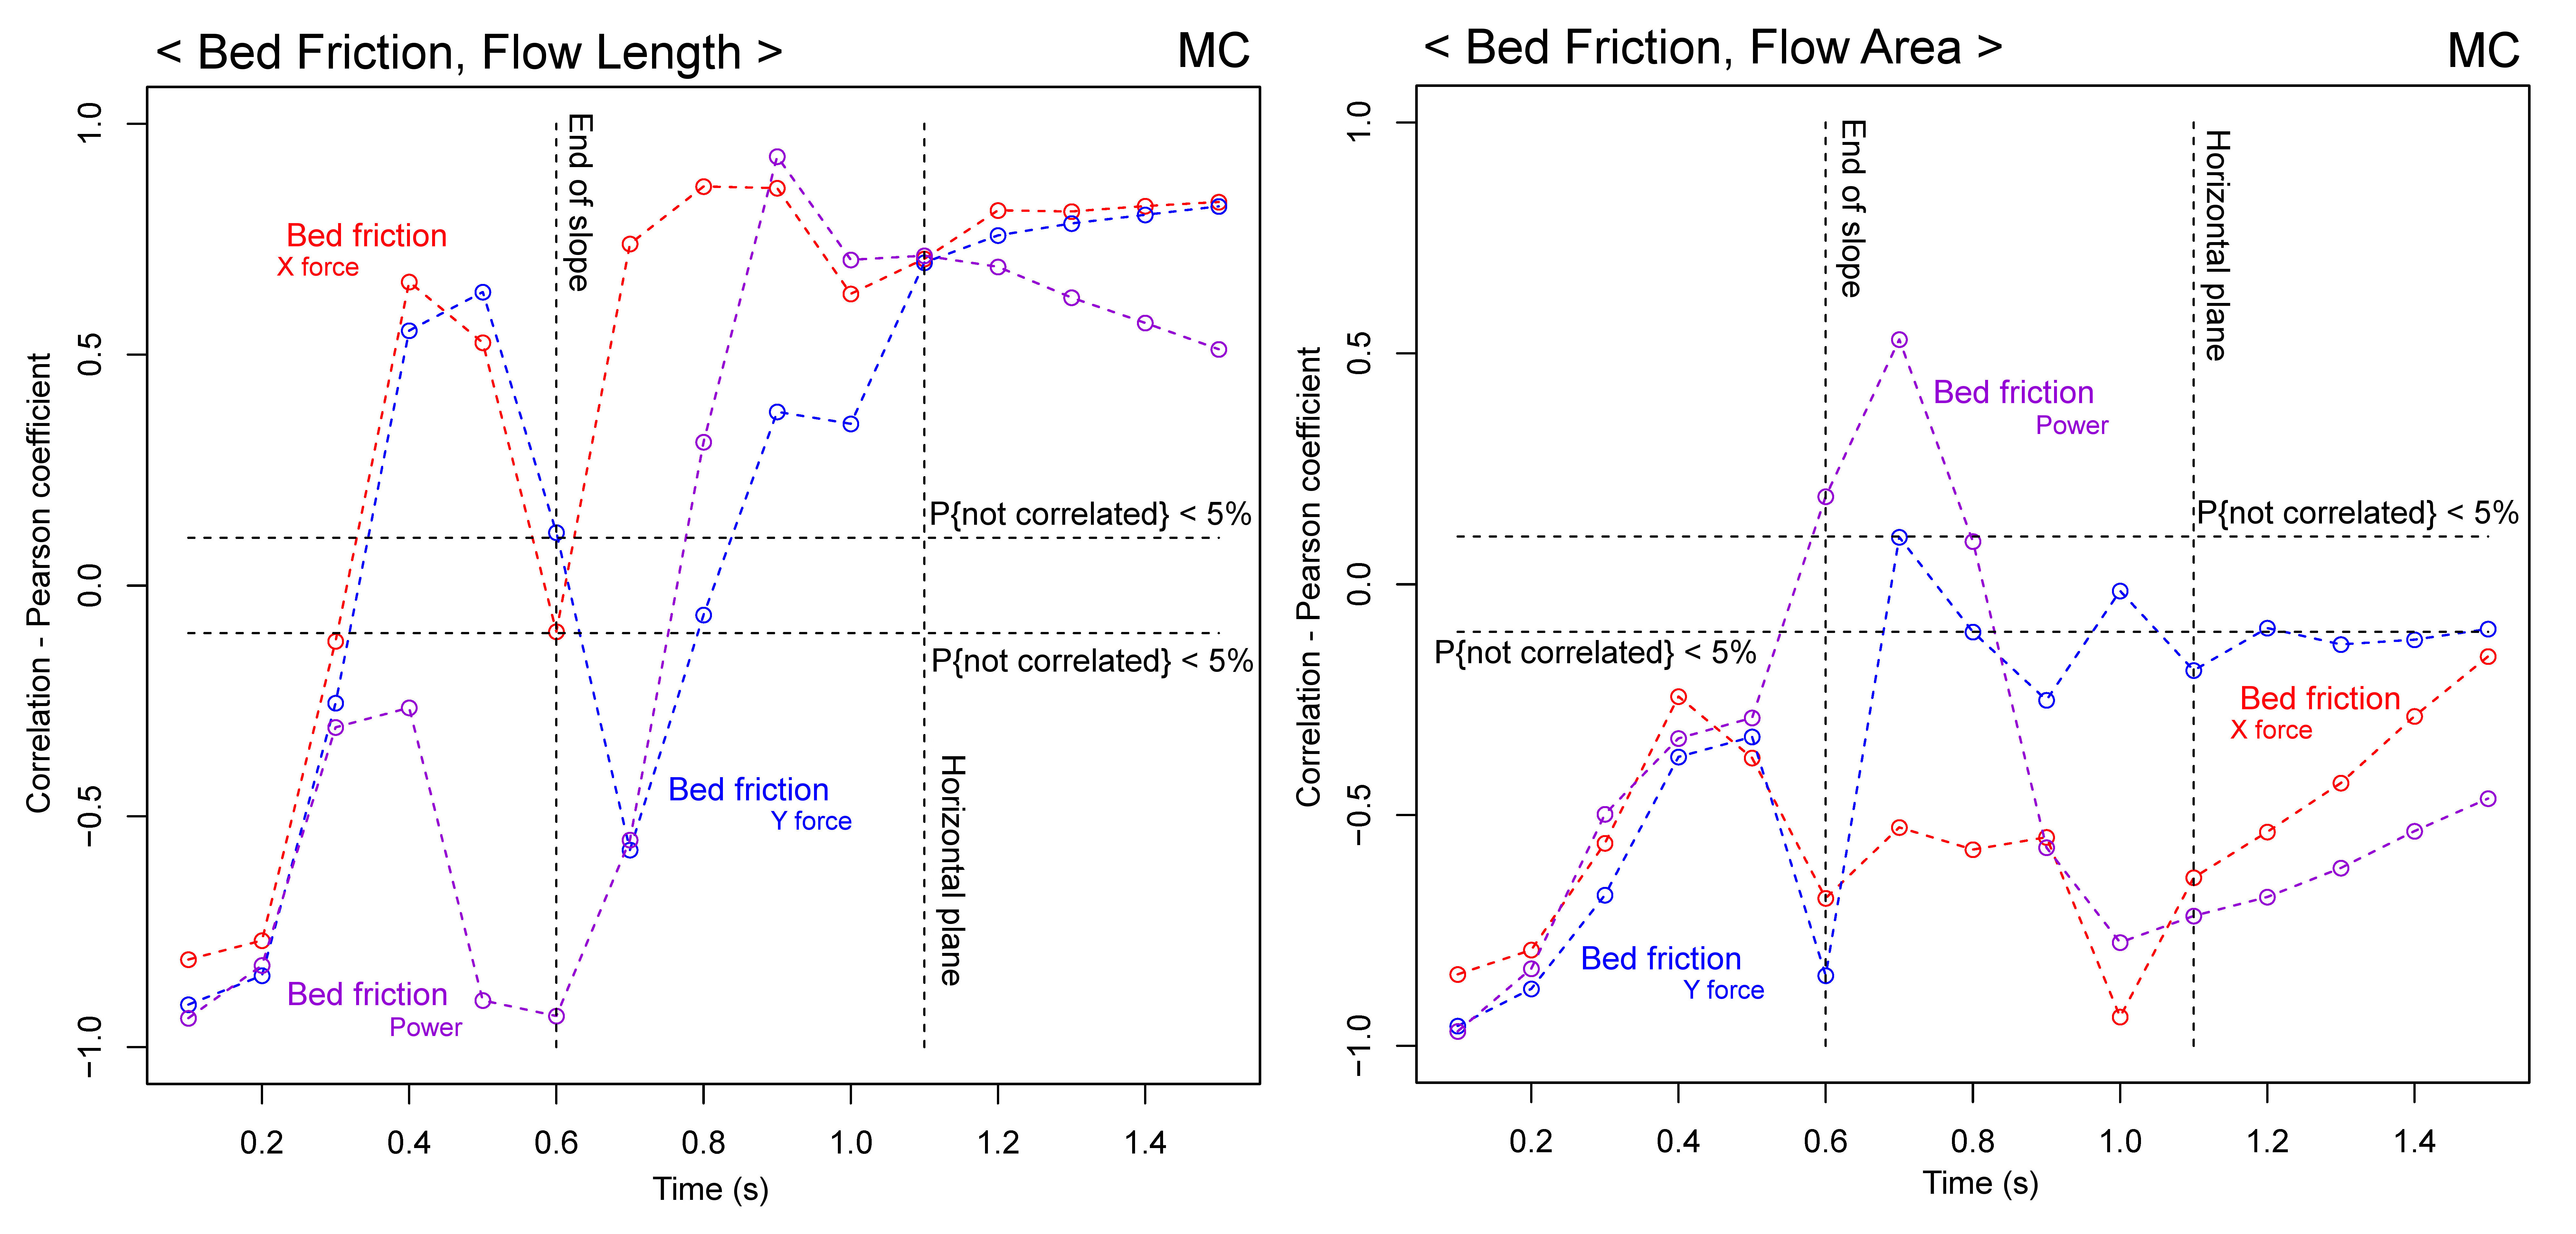 < Bed Friction, Flow Length >
MC
Correlation - Pearson coefficient
1.0
0.5
0.0
−0.5
−1.0
End of slope
Bed friction
X force
P{not correlated} < 5%
P{not correlated} < 5%
Horizontal plane
Bed friction
Y force
Bed friction
Power
0.2
0.4
0.6
0.8
1.0
1.2
1.4
Time (s)
< Bed Friction, Flow Area >
MC
Correlation - Pearson coefficient
1.0
0.5
0.0
−0.5
−1.0
End of slope
Horizontal plane
Bed friction
Power
P{not correlated} < 5%
P{not correlated} < 5%
Bed friction
X force
Bed friction
Y force
0.2
0.4
0.6
0.8
1.0
1.2
1.4
Time (s)